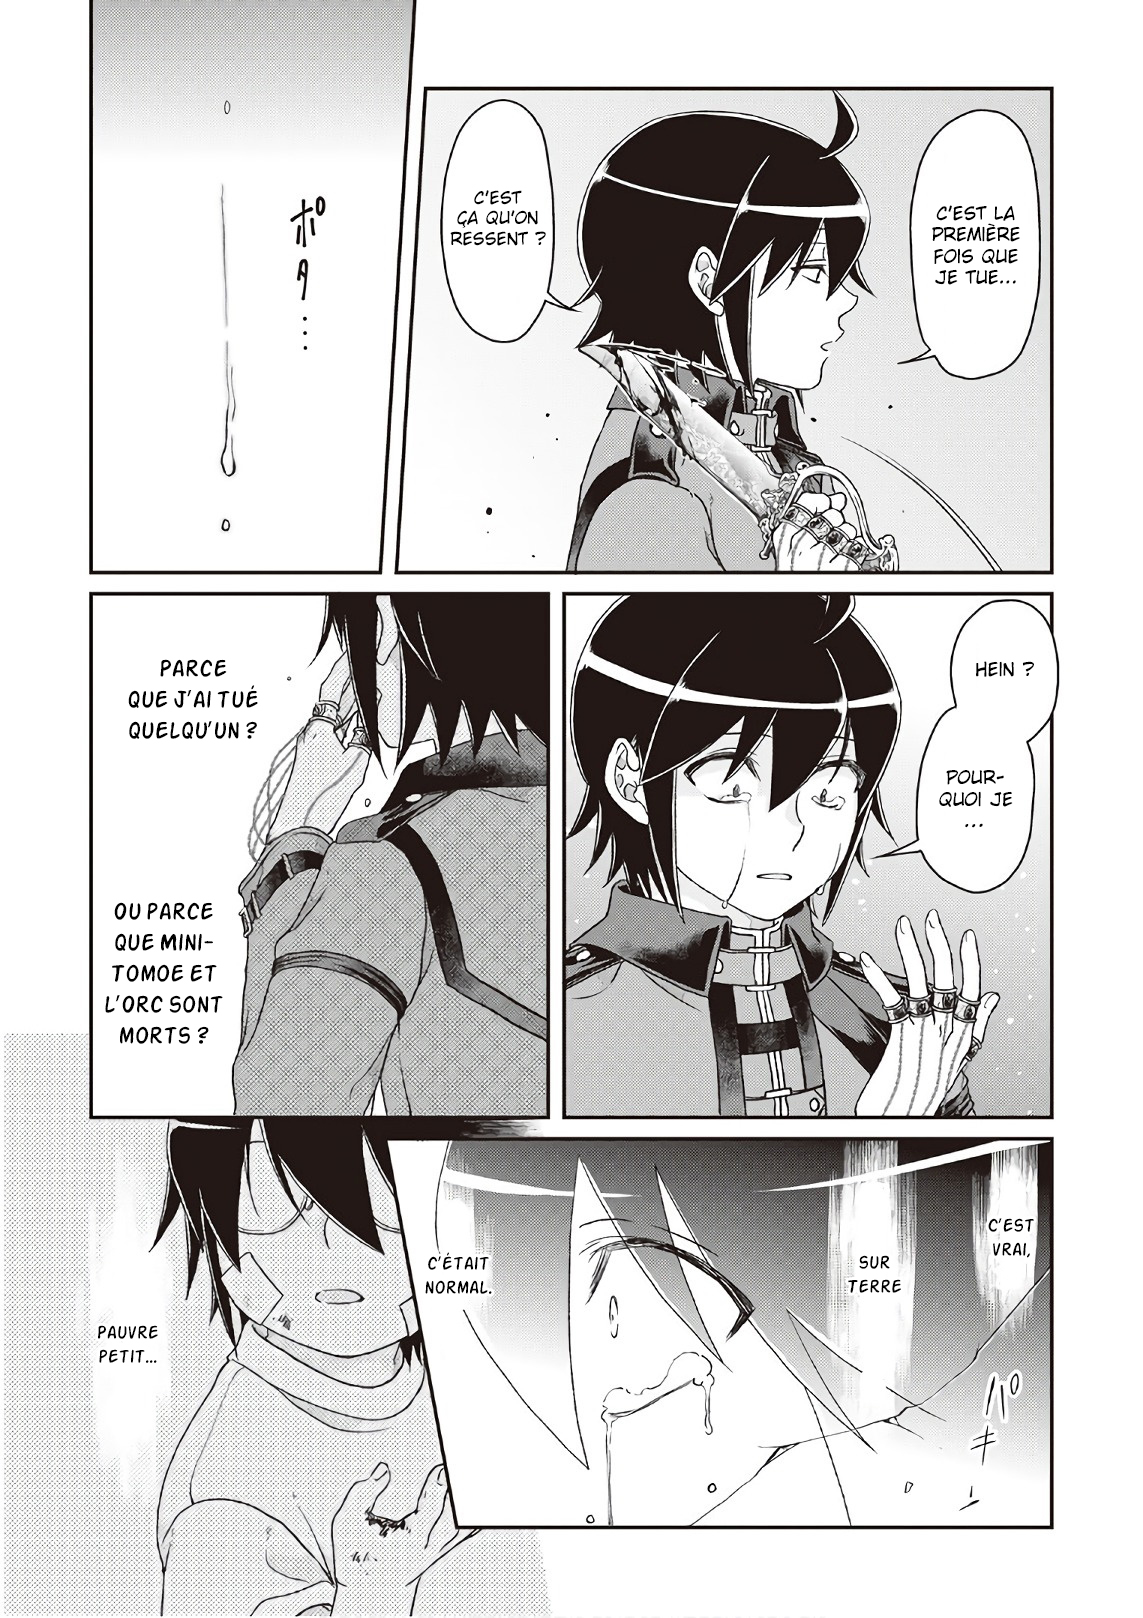 C'EST LA
PREMIÈRE
FOIS QUE
JE TUE...
C'EST
ÇA QU'ON
RESSENT ?
ポタ...
HEIN ?
POUR-
QUOI JE
...
PARCE
QUE J'AI TUÉ
QUELQU'UN ?
OU PARCE
QUE MINI-
TOMOE ET
L'ORC SONT
MORTS ?
C'EST
VRAI,
SUR
TERRE
C'ÉTAIT
NORMAL.
パキ
PAUVRE
PETIT...